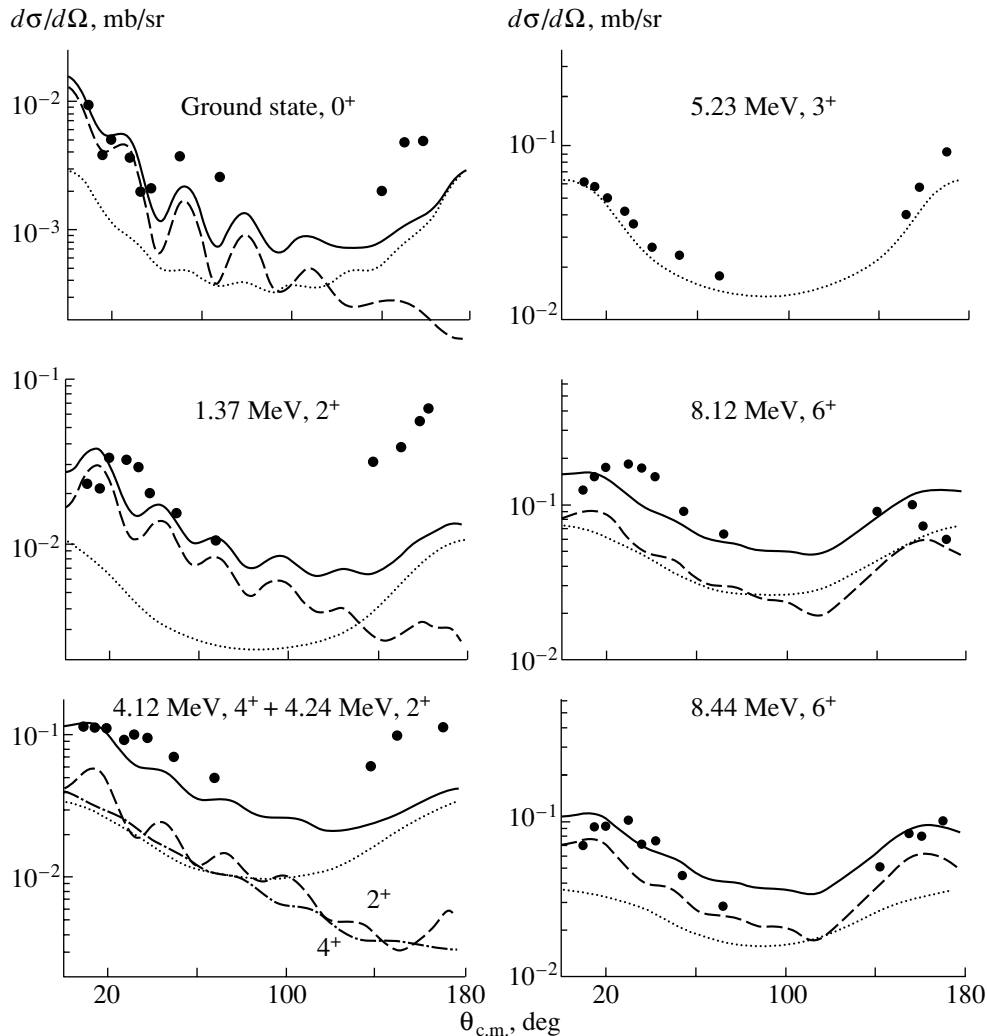 dσ/dΩ, mb/sr
dσ/dΩ, mb/sr
Ground state, 0⁺
10⁻²
10⁻³
5.23 MeV, 3⁺
10⁻¹
10⁻²
1.37 MeV, 2⁺
10⁻¹
10⁻²
8.12 MeV, 6⁺
10⁻¹
10⁻²
4.12 MeV, 4⁺ + 4.24 MeV, 2⁺
10⁻¹
10⁻²
2⁺
4⁺
20 100 180
8.44 MeV, 6⁺
10⁻¹
10⁻²
20 100 180
θc.m., deg